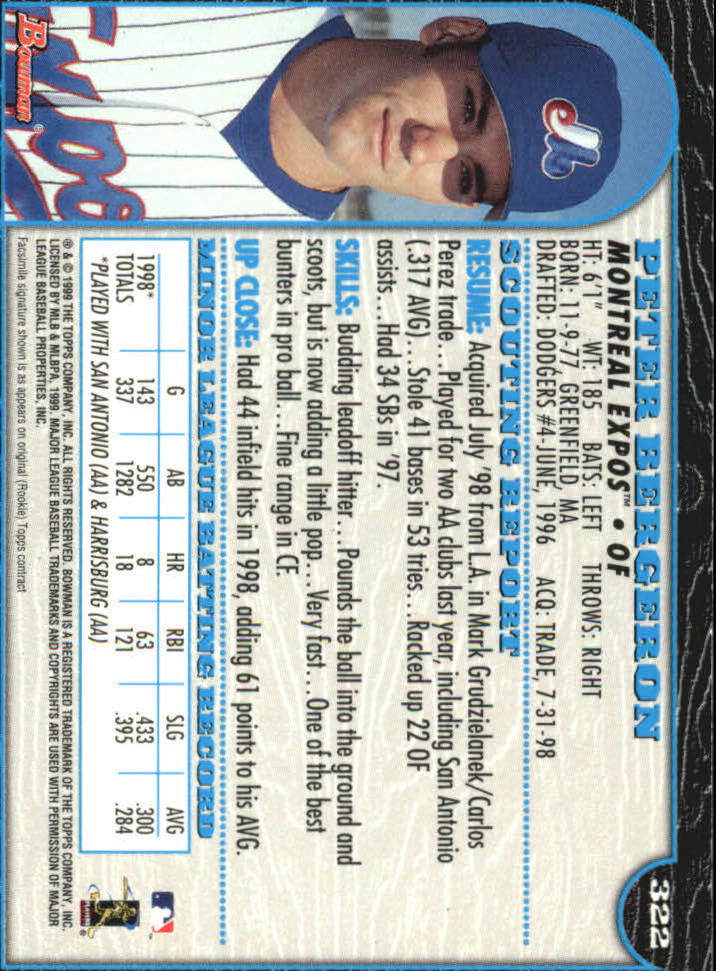 322
PETER BERGERON
MONTREAL EXPOS™ • OF
HT: 6'1" WT: 185 BATS: LEFT THROWS: RIGHT
BORN: 11-9-77, GREENFIELD, MA
DRAFTED: DODGERS #4-JUNE, 1996 ACQ: TRADE, 7-31-98
SCOUTING REPORT
RESUME: Acquired July '98 from L.A. in Mark Grudzielanek/Carlos
Perez trade...Played for two AA clubs last year, including San Antonio
(.317 AVG)...Stole 41 bases in 53 tries...Racked up 22 OF
assists...Had 34 SBs in '97.
SKILLS: Budding leadoff hitter...Pounds the ball into the ground and
scoots, but is now adding a little pop...Very fast...One of the best
bunters in pro ball...Fine range in CF.
UP CLOSE: Had 44 infield hits in 1998, adding 61 points to his AVG.
MINOR LEAGUE BATTING RECORD
G AB HR RBI SLG AVG
1998* 143 550 8 63 .433 .300
TOTALS 337 1282 18 121 .395 .284
*PLAYED WITH SAN ANTONIO (AA) & HARRISBURG (AA)
® & © 1999 THE TOPPS COMPANY, INC. ALL RIGHTS RESERVED. BOWMAN IS A REGISTERED TRADEMARK OF THE TOPPS COMPANY, INC.
LICENSED BY MLB & MLBPA, 1999. MAJOR LEAGUE BASEBALL TRADEMARKS AND COPYRIGHTS ARE USED WITH PERMISSION OF MAJOR
LEAGUE BASEBALL PROPERTIES, INC.
Facsimile signature shown is as appears on original (Rookie) Topps contract
Bowman®